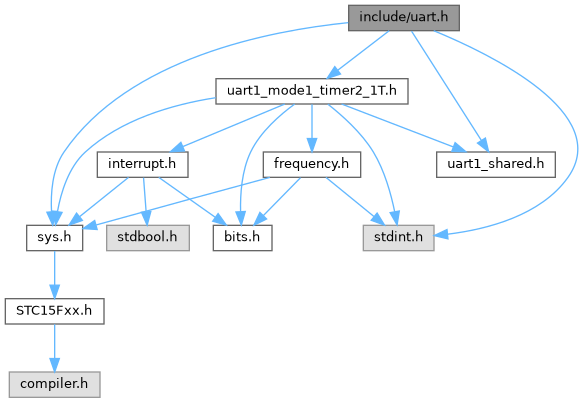 include/uart.h
uart1_mode1_timer2_1T.h
interrupt.h
frequency.h
uart1_shared.h
sys.h
stdbool.h
bits.h
stdint.h
STC15Fxx.h
compiler.h